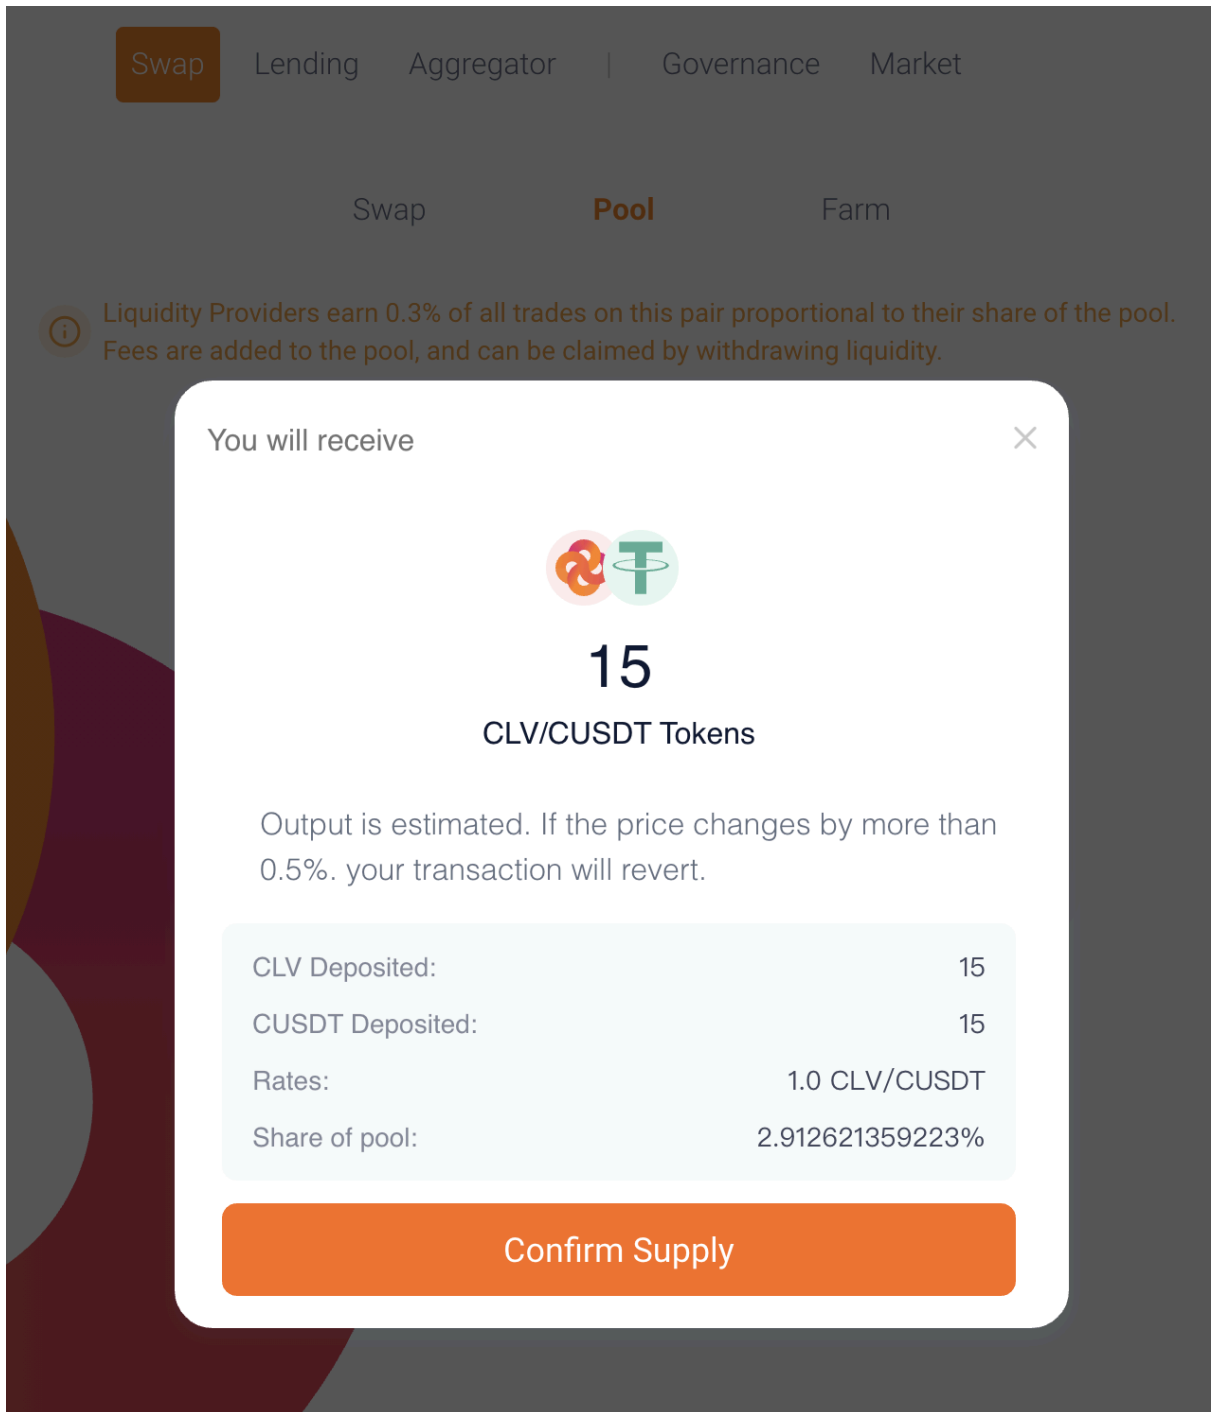 Swap Lending Aggregator | Governance Market
Swap Pool Farm
Liquidity Providers earn 0.3% of all trades on this pair proportional to their share of the pool.
Fees are added to the pool, and can be claimed by withdrawing liquidity.
You will receive
15
CLV/CUSDT Tokens
Output is estimated. If the price changes by more than
0.5%. your transaction will revert.
CLV Deposited: 15
CUSDT Deposited: 15
Rates: 1.0 CLV/CUSDT
Share of pool: 2.912621359223%
Confirm Supply